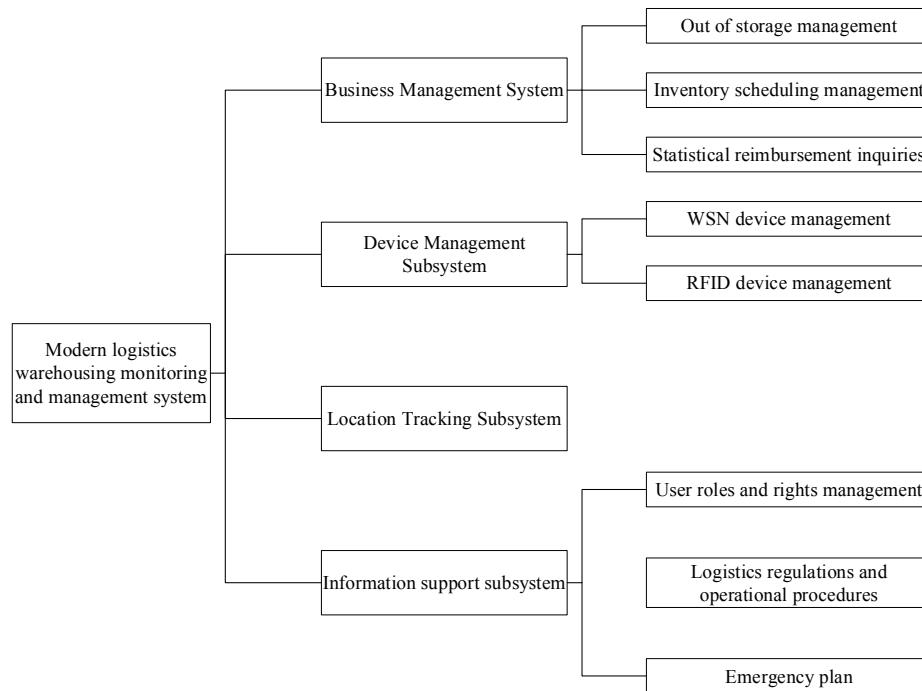 Modern logistics
warehousing monitoring
and management system
Business Management System
Out of storage management
Inventory scheduling management
Statistical reimbursement inquiries
Device Management
Subsystem
WSN device management
RFID device management
Location Tracking Subsystem
Information support subsystem
User roles and rights management
Logistics regulations and
operational procedures
Emergency plan